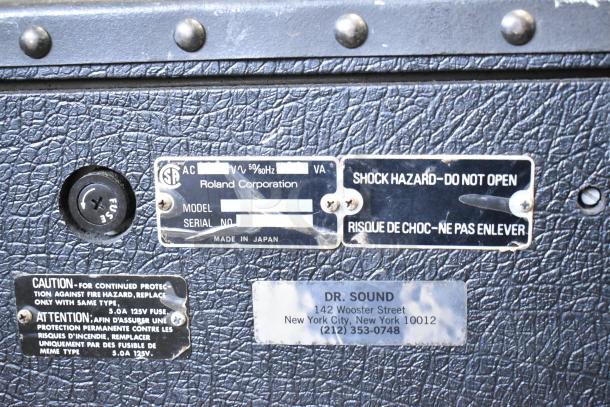 FUSE
SA
AC V∿ 50/60Hz VA
Roland Corporation
MODEL
SERIAL NO.
MADE IN JAPAN
SHOCK HAZARD-DO NOT OPEN
RISQUE DE CHOC-NE PAS ENLEVER
CAUTION-FOR CONTINUED PROTEC-
TION AGAINST FIRE HAZARD, REPLACE
ONLY WITH SAME TYPE,
5.0A 125V FUSE.
ATTENTION: AFIN D'ASSUREUR UNE
PROTECTION PERMANENTE CONTRE LES
RISQUES D'INCENDIE, REMPLACER
UNIQUEMENT PAR DES FUSIBLE DE
MEME TYPE 5.0A 125V.
DR. SOUND
142 Wooster Street
New York City, New York 10012
(212) 353-0748